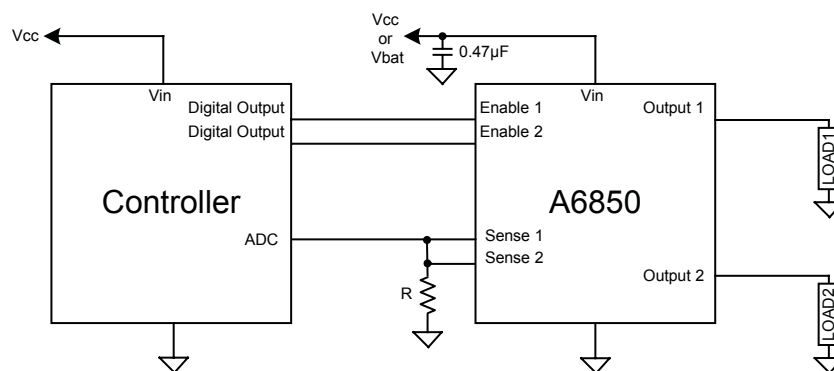 Vcc
Vcc
or
Vbat
0.47µF
Vin
Vin
Digital Output
Digital Output
Enable 1
Enable 2
Output 1
LOAD1
Controller
A6850
ADC
Sense 1
Sense 2
R
Output 2
LOAD2